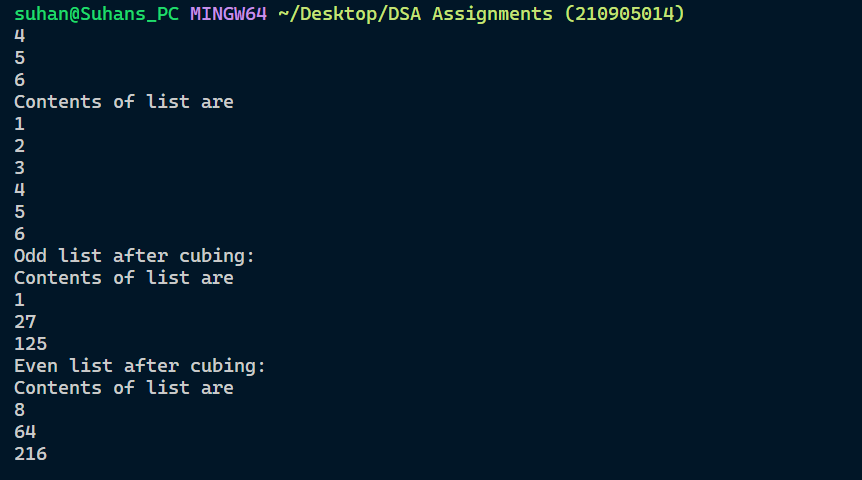 suhan@Suhans_PC MINGW64 ~/Desktop/DSA Assignments (210905014)
4
5
6
Contents of list are
1
2
3
4
5
6
Odd list after cubing:
Contents of list are
1
27
125
Even list after cubing:
Contents of list are
8
64
216